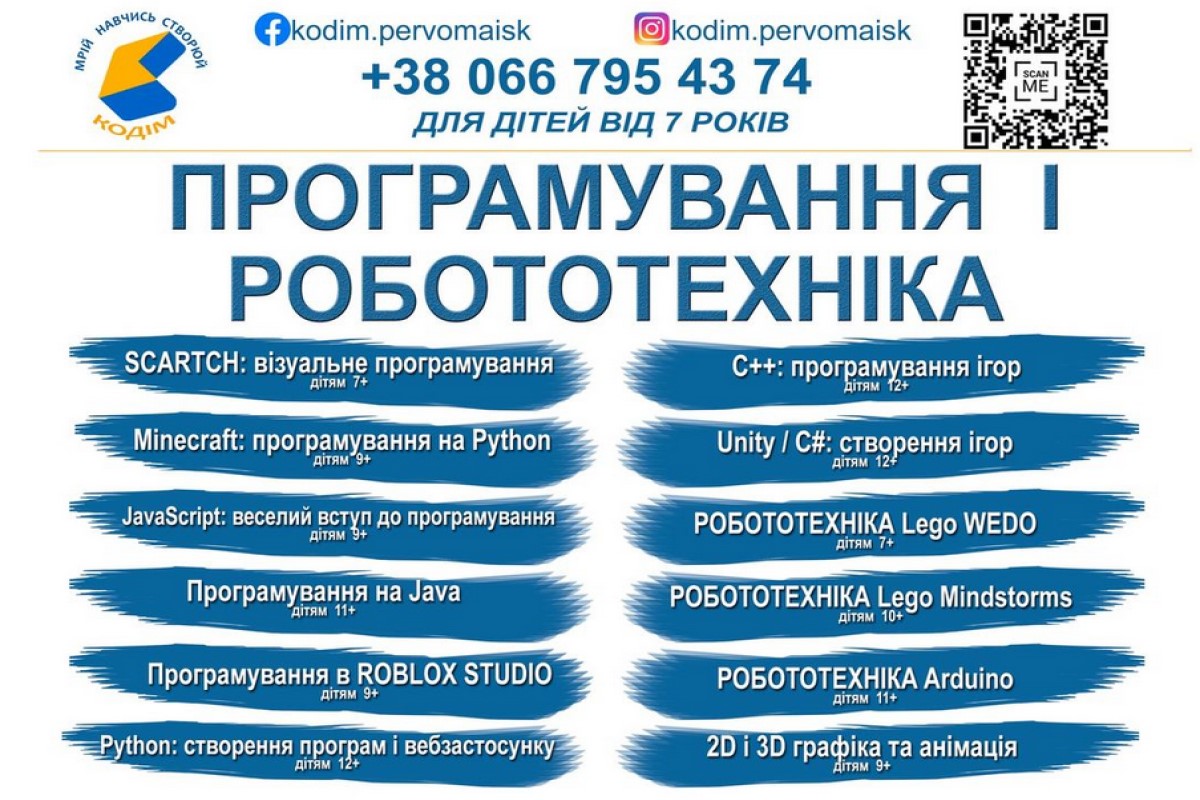 МРІЙ НАВЧИСЬ СТВОРЮЙ
КОДІМ
kodim.pervomaisk
kodim.pervomaisk
+38 066 795 43 74
ДЛЯ ДІТЕЙ ВІД 7 РОКІВ
SCAN
ME
ПРОГРАМУВАННЯ І
РОБОТОТЕХНІКА
SCARTCH: візуальне програмування
дітям 7+
Minecraft: програмування на Python
дітям 9+
JavaScript: веселий вступ до програмування
дітям 9+
Програмування на Java
дітям 11+
Програмування в ROBLOX STUDIO
дітям 9+
Python: створення програм і вебзастосунку
дітям 12+
C++: програмування ігор
дітям 12+
Unity / C#: створення ігор
дітям 12+
РОБОТОТЕХНІКА Lego WEDO
дітям 7+
РОБОТОТЕХНІКА Lego Mindstorms
дітям 10+
РОБОТОТЕХНІКА Arduino
дітям 11+
2D і 3D графіка та анімація
дітям 9+